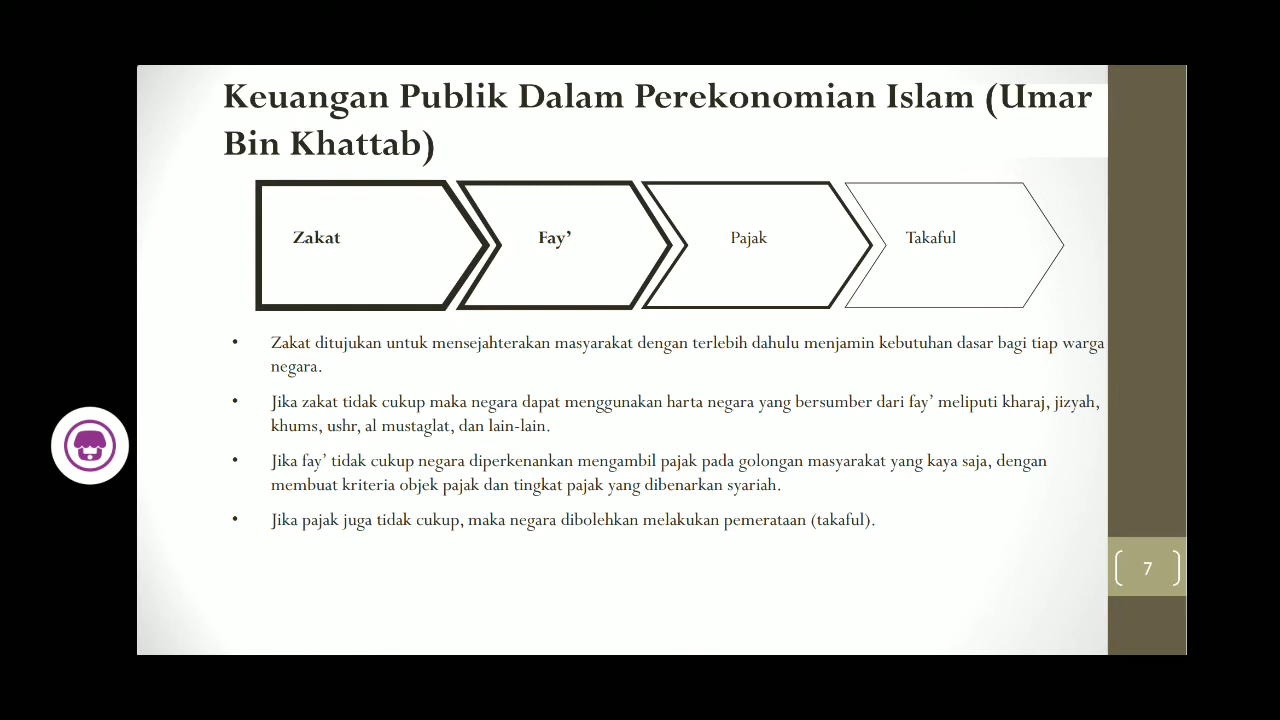 Keuangan Publik Dalam Perekonomian Islam (Umar
Bin Khattab)
Zakat
Fay’
Pajak
Takaful
• Zakat ditujukan untuk mensejahterakan masyarakat dengan terlebih dahulu menjamin kebutuhan dasar bagi tiap warga
negara.
• Jika zakat tidak cukup maka negara dapat menggunakan harta negara yang bersumber dari fay’ meliputi kharaj, jizyah,
khums, ushr, al mustaglat, dan lain-lain.
• Jika fay’ tidak cukup negara diperkenankan mengambil pajak pada golongan masyarakat yang kaya saja, dengan
membuat kriteria objek pajak dan tingkat pajak yang dibenarkan syariah.
• Jika pajak juga tidak cukup, maka negara dibolehkan melakukan pemerataan (takaful).
7